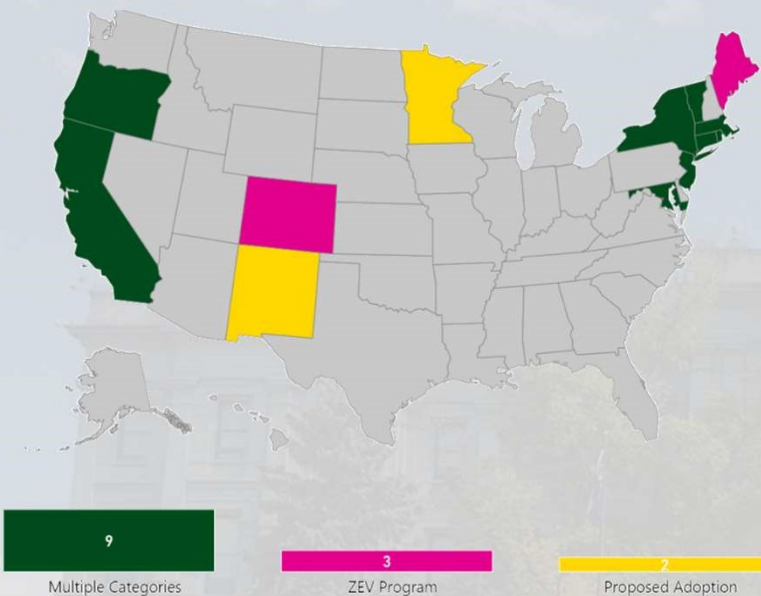 9
3
2
Multiple Categories
ZEV Program
Proposed Adoption